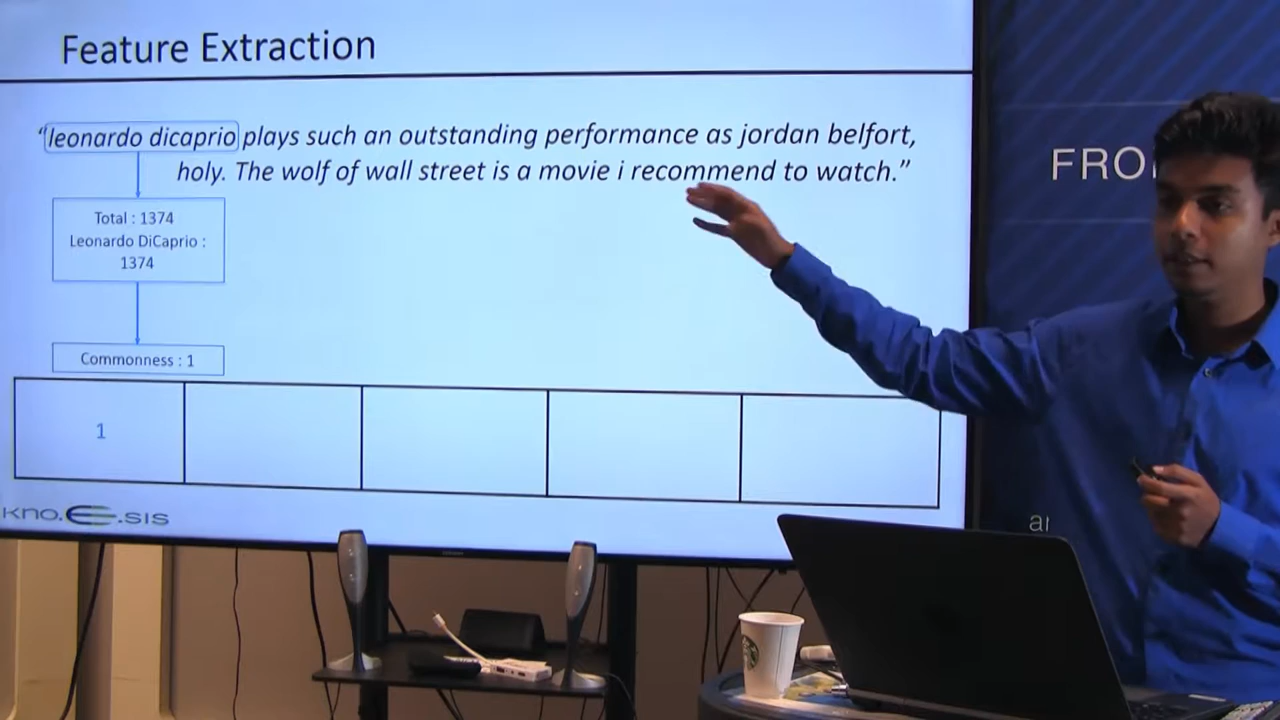 Feature Extraction
“leonardo dicaprio plays such an outstanding performance as jordan belfort,
holy. The wolf of wall street is a movie i recommend to watch.”
Total : 1374
Leonardo DiCaprio :
1374
Commonness : 1
1
kno.e.sis
FRO